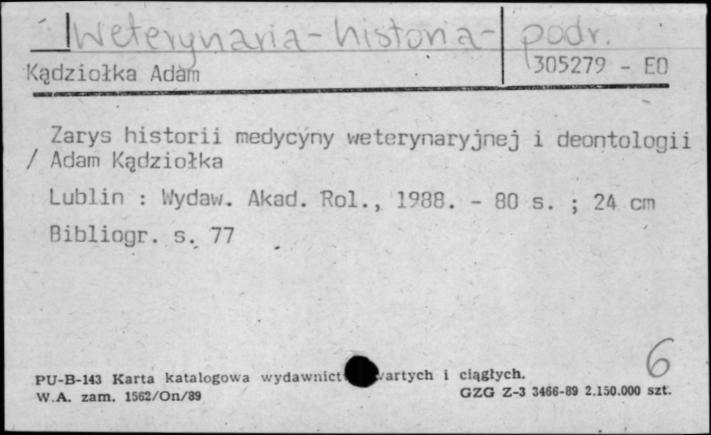 Weterynaria - historia - podr.
Kądziołka Adam
305279 - EO
Zarys historii medycyny weterynaryjnej i deontologii
/ Adam Kądziołka
Lublin : Wydaw. Akad. Rol., 1988. - 80 s. ; 24 cm
Bibliogr. s. 77
6
PU-B-143 Karta katalogowa wydawnict wartych i ciągłych.
W.A. zam. 1562/On/89
GZG Z-3 3466-89 2.150.000 szt.